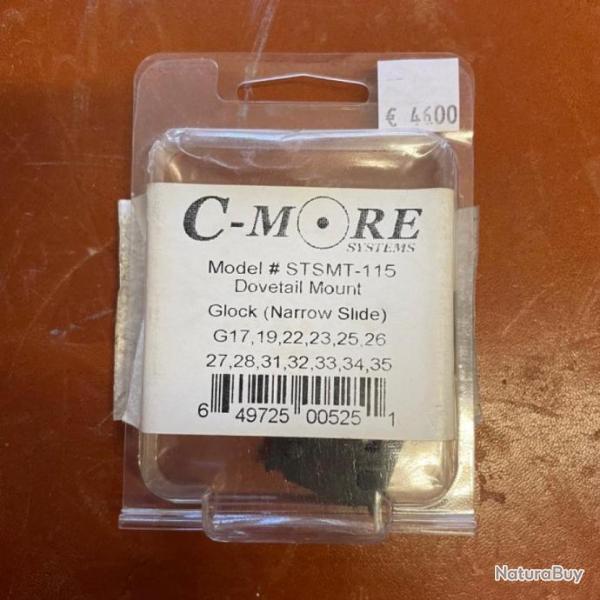 € 4600
C-MORE
SYSTEMS
Model # STSMT-115
Dovetail Mount
Glock (Narrow Slide)
G17,19,22,23,25,26
27,28,31,32,33,34,35
6 49725 00525 1
NaturaBuy